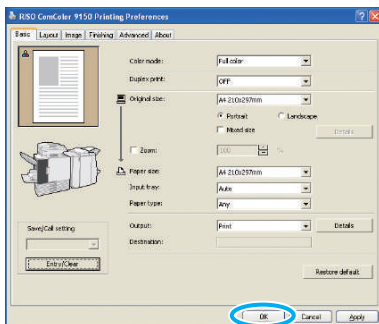 RISO ComColor 9150 Printing Preferences
Basic Layout Image Finishing Advanced About
Color mode: Full color
Duplex print: OFF
Original size: A4 210x297mm
Portrait Landscape
Mixed size Details
Zoom: 100 %
Paper size: A4 210x297mm
Input tray: Auto
Paper type: Any
Save/Call setting
Output: Print Details
Destination:
Entry/Clear
Restore default
OK Cancel Apply